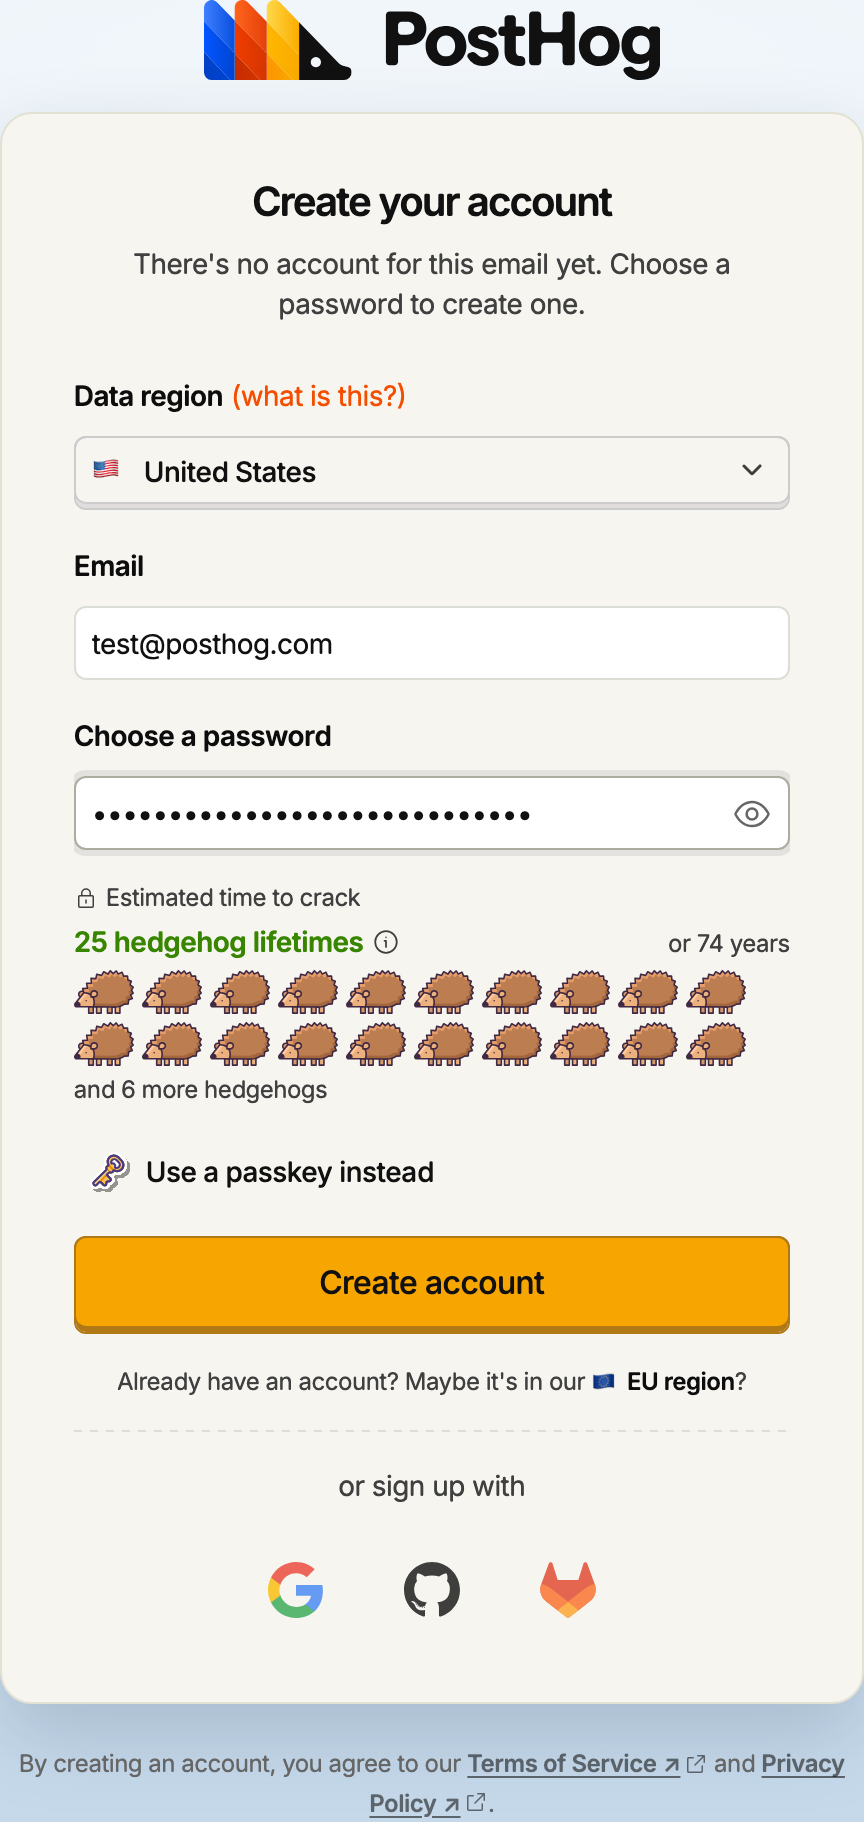 PostHog
Create your account
There's no account for this email yet. Choose a
password to create one.
Data region (what is this?)
United States
Email
test@posthog.com
Choose a password
•••••••••••••••••••••••••••••
Estimated time to crack
25 hedgehog lifetimes
or 74 years
and 6 more hedgehogs
Use a passkey instead
Create account
Already have an account? Maybe it's in our 🇪🇺 EU region?
or sign up with
By creating an account, you agree to our Terms of Service ↗ and Privacy
Policy ↗.